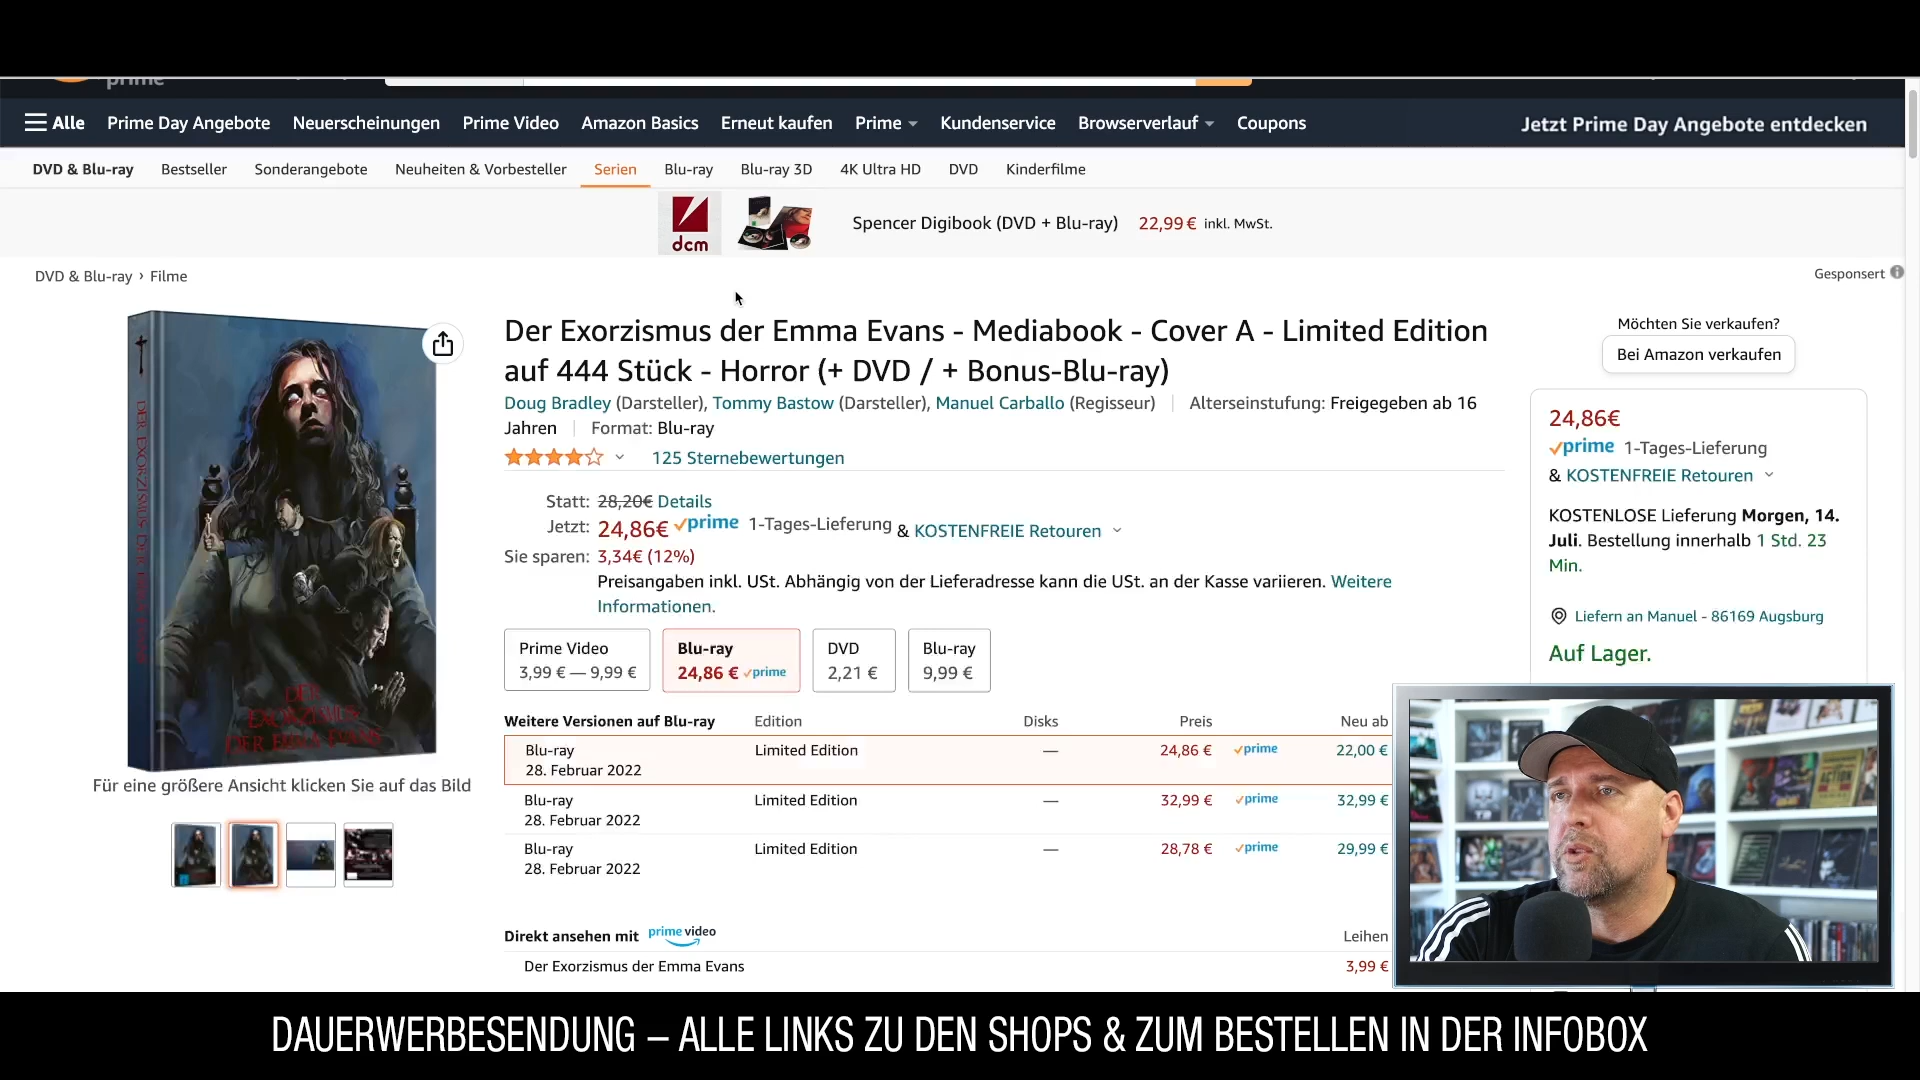 prime
Alle Prime Day Angebote Neuerscheinungen Prime Video Amazon Basics Erneut kaufen Prime Kundenservice Browserverlauf Coupons Jetzt Prime Day Angebote entdecken
DVD & Blu-ray Bestseller Sonderangebote Neuheiten & Vorbesteller Serien Blu-ray Blu-ray 3D 4K Ultra HD DVD Kinderfilme
dcm Spencer Digibook (DVD + Blu-ray) 22,99 € inkl. MwSt.
DVD & Blu-ray › Filme
Gesponsert
Der Exorzismus der Emma Evans - Mediabook - Cover A - Limited Edition
auf 444 Stück - Horror (+ DVD / + Bonus-Blu-ray)
Doug Bradley (Darsteller), Tommy Bastow (Darsteller), Manuel Carballo (Regisseur) Alterseinstufung: Freigegeben ab 16
Jahren Format: Blu-ray
125 Sternebewertungen
Statt: 28,20€ Details
Jetzt: 24,86€ prime 1-Tages-Lieferung & KOSTENFREIE Retouren
Sie sparen: 3,34€ (12%)
Preisangaben inkl. USt. Abhängig von der Lieferadresse kann die USt. an der Kasse variieren. Weitere
Informationen.
Prime Video Blu-ray DVD Blu-ray
3,99 € — 9,99 € 24,86 € prime 2,21 € 9,99 €
Weitere Versionen auf Blu-ray Edition Disks Preis Neu ab
Blu-ray Limited Edition — 24,86 € prime 22,00 €
28. Februar 2022
Blu-ray Limited Edition — 32,99 € prime 32,99 €
28. Februar 2022
Blu-ray Limited Edition — 28,78 € prime 29,99 €
28. Februar 2022
Direkt ansehen mit prime video Leihen
Der Exorzismus der Emma Evans 3,99 €
DER EXORZISMUS DER EMMA EVANS
DER
EXORZISMUS
DER EMMA EVANS
Für eine größere Ansicht klicken Sie auf das Bild
Möchten Sie verkaufen?
Bei Amazon verkaufen
24,86€
prime 1-Tages-Lieferung
& KOSTENFREIE Retouren
KOSTENLOSE Lieferung Morgen, 14.
Juli. Bestellung innerhalb 1 Std. 23
Min.
Liefern an Manuel - 86169 Augsburg
Auf Lager.
ACTION
DAUERWERBESENDUNG – ALLE LINKS ZU DEN SHOPS & ZUM BESTELLEN IN DER INFOBOX